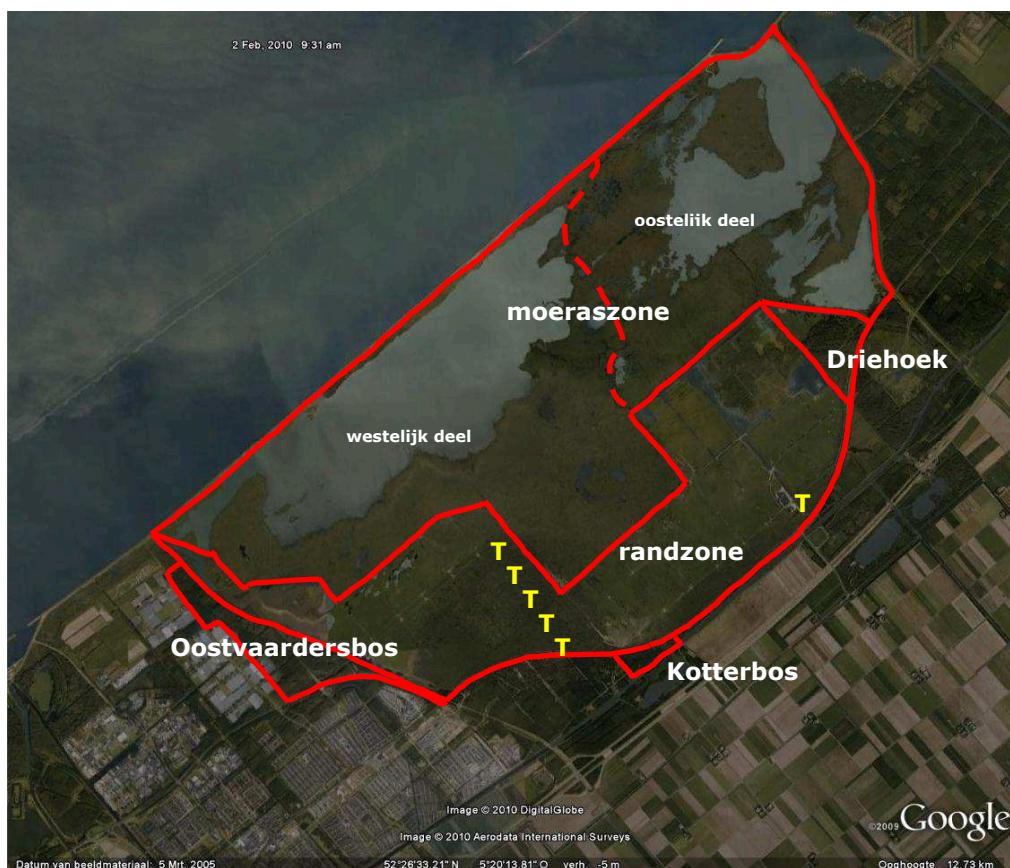 2 Feb, 2010 9:31 am
oostelijk deel
moeraszone
Driehoek
westelijk deel
T
randzone
T
T
T
T
T
Oostvaardersbos
Kotterbos
Image © 2010 DigitalGlobe
©2009 Google
Image © 2010 Aerodata International Surveys
Datum van beeldmateriaal: 5 Mrt, 2005 52°26'33.21" N 5°20'13.81" O verh. -5 m Ooghoogte 12.73 km